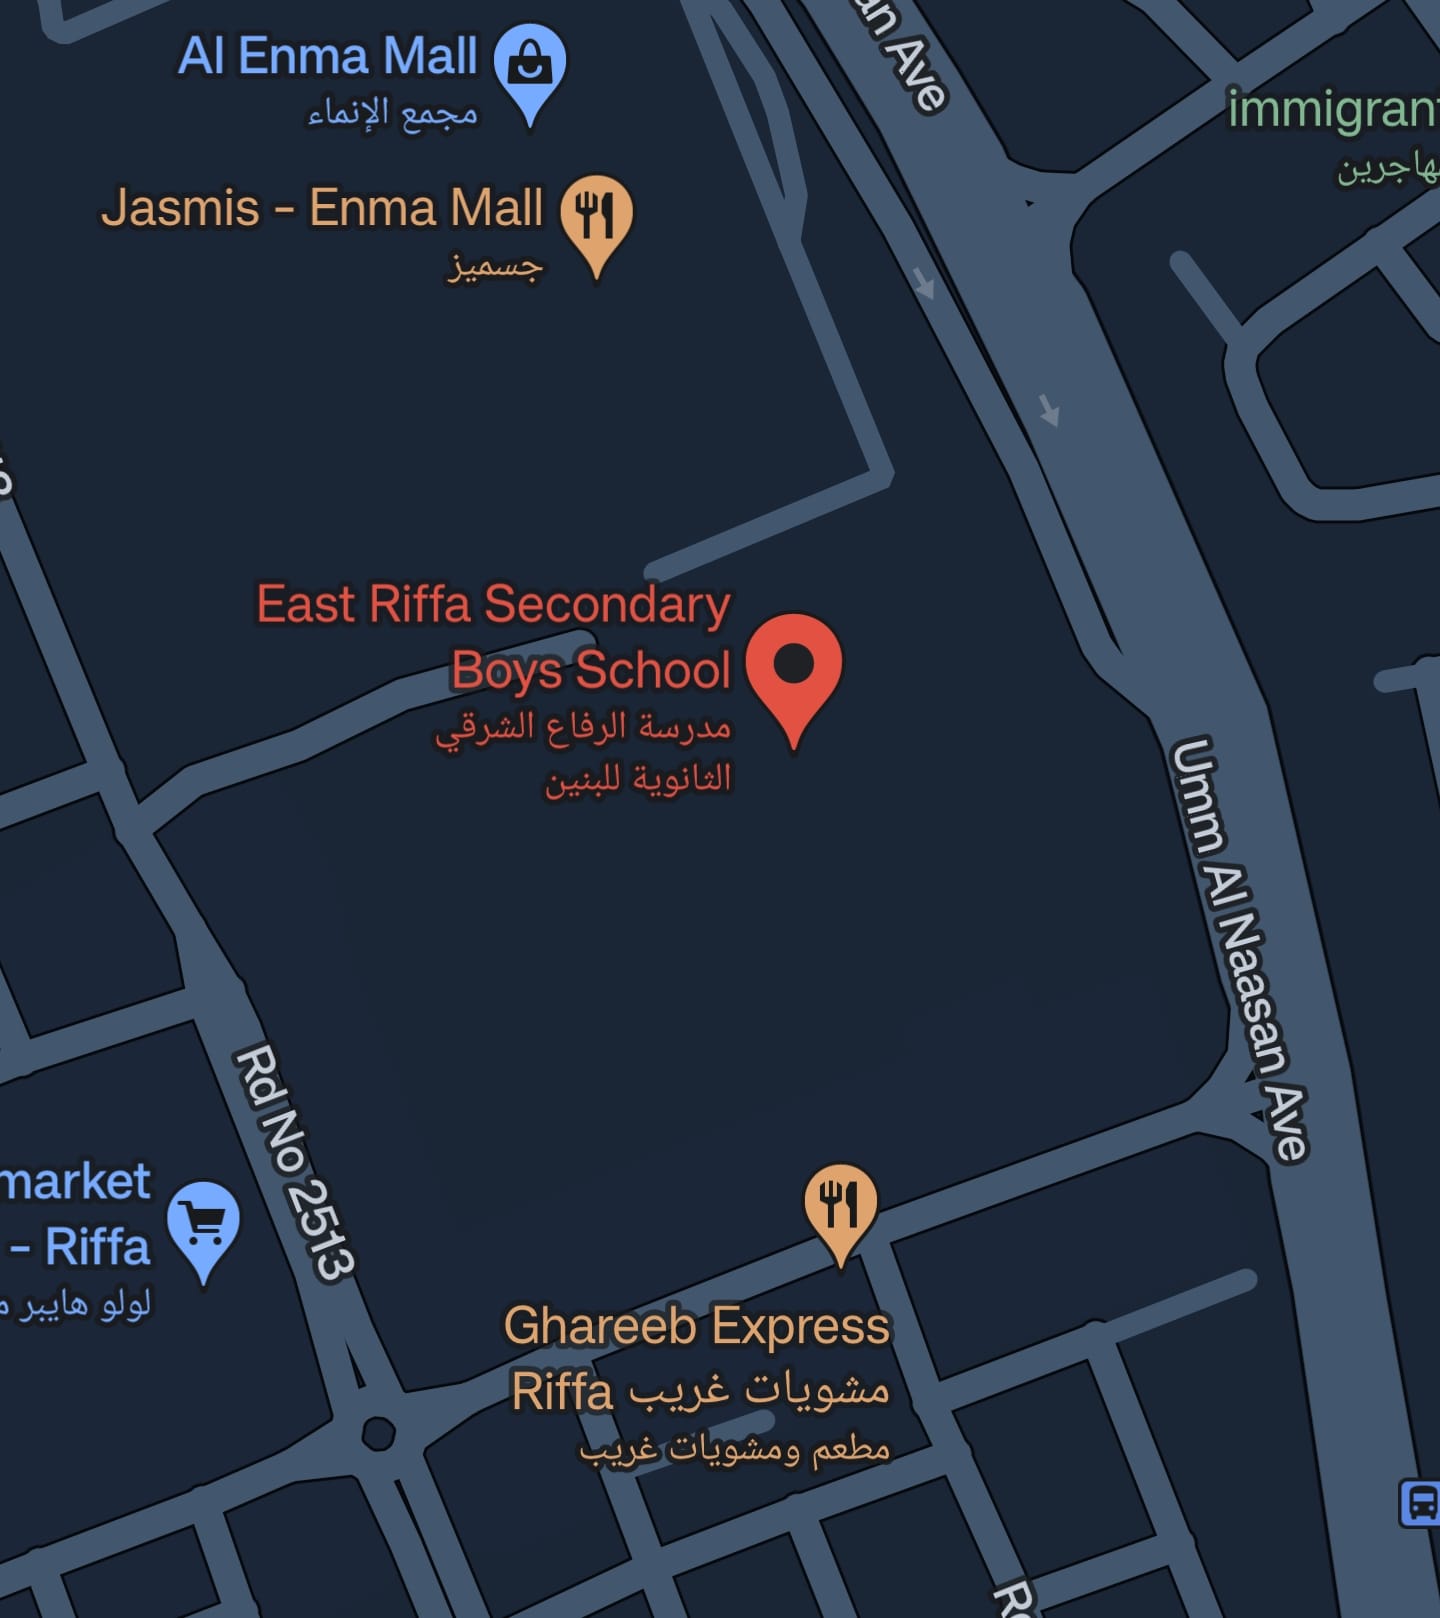 an Ave
Al Enma Mall
مجمع الإنماء
immigrant
هاجرين
Jasmis - Enma Mall
جسميز
East Riffa Secondary
Boys School
مدرسة الرفاع الشرقي
الثانوية للبنين
Umm Al Naasan Ave
Rd No 2513
market
- Riffa
لولو هايبر م
Ghareeb Express
Riffa مشويات غريب
مطعم ومشويات غريب